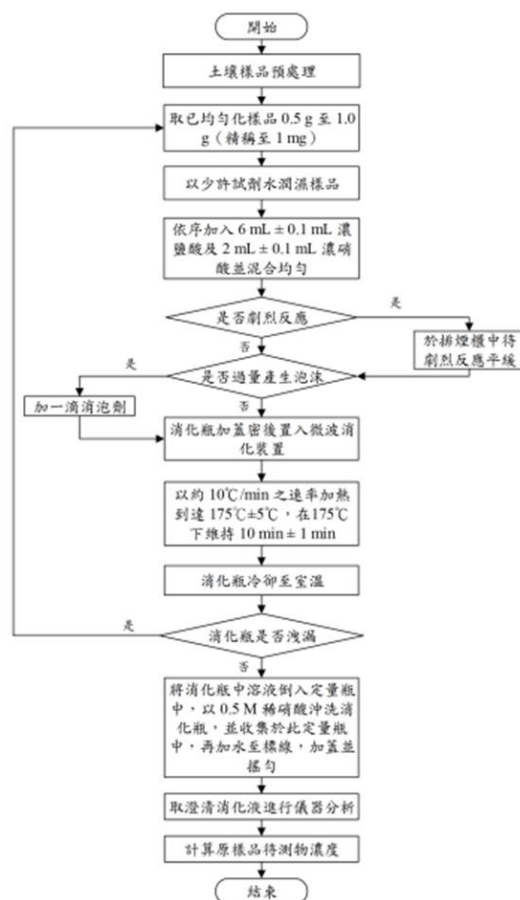 開始
土壤樣品預處理
取已均勻化樣品 0.5 g 至 1.0
g（精稱至 1 mg）
以少許試劑水潤濕樣品
依序加入 6 mL ± 0.1 mL 濃
鹽酸及 2 mL ± 0.1 mL 濃硝
酸並混合均勻
是否劇烈反應
是
否
於排煙櫃中待
劇烈反應平緩
是否過量產生泡沫
是
否
加一滴消泡劑
消化瓶加蓋密後置入微波消
化裝置
以約 10℃/min 之速率加熱
到達 175℃±5℃，在175℃
下維持 10 min ± 1 min
消化瓶冷卻至室溫
消化瓶是否洩漏
是
否
將消化瓶中溶液倒入定量瓶
中，以 0.5 M 稀硝酸沖洗消
化瓶，並收集於此定量瓶
中，再加水至標線，加蓋並
搖勻
取澄清消化液進行儀器分析
計算原樣品待測物濃度
結束